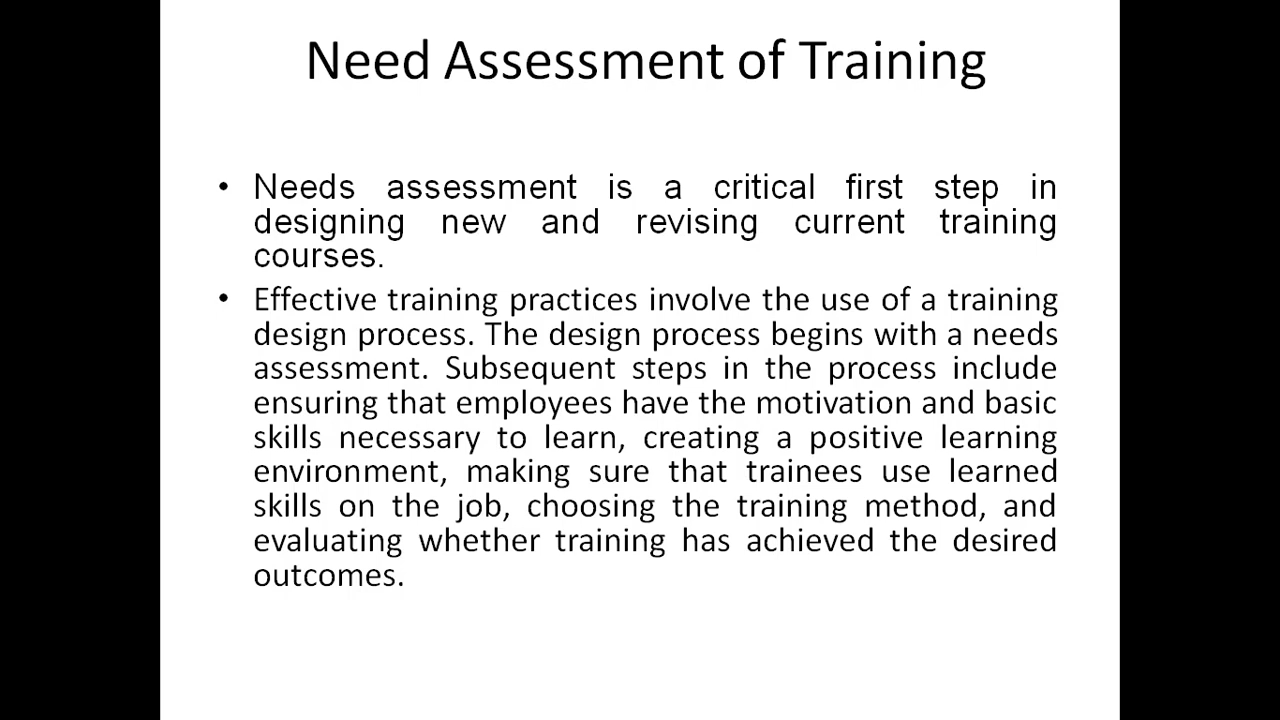 Need Assessment of Training
• Needs assessment is a critical first step in
designing new and revising current training
courses.
• Effective training practices involve the use of a training
design process. The design process begins with a needs
assessment. Subsequent steps in the process include
ensuring that employees have the motivation and basic
skills necessary to learn, creating a positive learning
environment, making sure that trainees use learned
skills on the job, choosing the training method, and
evaluating whether training has achieved the desired
outcomes.